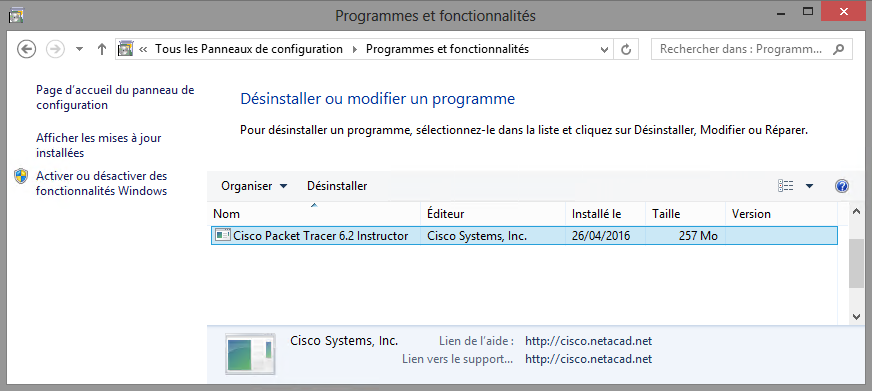 Programmes et fonctionnalités
« Tous les Panneaux de configuration Programmes et fonctionnalités
Rechercher dans : Programm...
Page d'accueil du panneau de
configuration
Afficher les mises à jour
installées
Activer ou désactiver des
fonctionnalités Windows
Désinstaller ou modifier un programme
Pour désinstaller un programme, sélectionnez-le dans la liste et cliquez sur Désinstaller, Modifier ou Réparer.
Organiser Désinstaller
Nom Éditeur Installé le Taille Version
Cisco Packet Tracer 6.2 Instructor Cisco Systems, Inc. 26/04/2016 257 Mo
Cisco Systems, Inc. Lien de l'aide : http://cisco.netacad.net
Lien vers le support... http://cisco.netacad.net